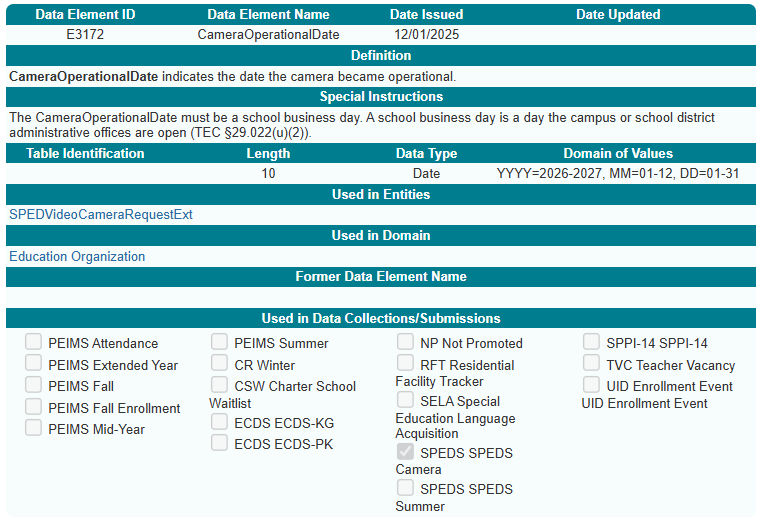 Data Element ID Data Element Name Date Issued Date Updated
E3172 CameraOperationalDate 12/01/2025
Definition
CameraOperationalDate indicates the date the camera became operational.
Special Instructions
The CameraOperationalDate must be a school business day. A school business day is a day the campus or school district
administrative offices are open (TEC §29.022(u)(2)).
Table Identification Length Data Type Domain of Values
10 Date YYYY=2026-2027, MM=01-12, DD=01-31
Used in Entities
SPEDVideoCameraRequestExt
Used in Domain
Education Organization
Former Data Element Name
Used in Data Collections/Submissions
PEIMS Attendance
PEIMS Extended Year
PEIMS Fall
PEIMS Fall Enrollment
PEIMS Mid-Year
PEIMS Summer
CR Winter
CSW Charter School
Waitlist
ECDS ECDS-KG
ECDS ECDS-PK
NP Not Promoted
RFT Residential
Facility Tracker
SELA Special
Education Language
Acquisition
SPEDS SPEDS
Camera
SPEDS SPEDS
Summer
SPPI-14 SPPI-14
TVC Teacher Vacancy
UID Enrollment Event
UID Enrollment Event